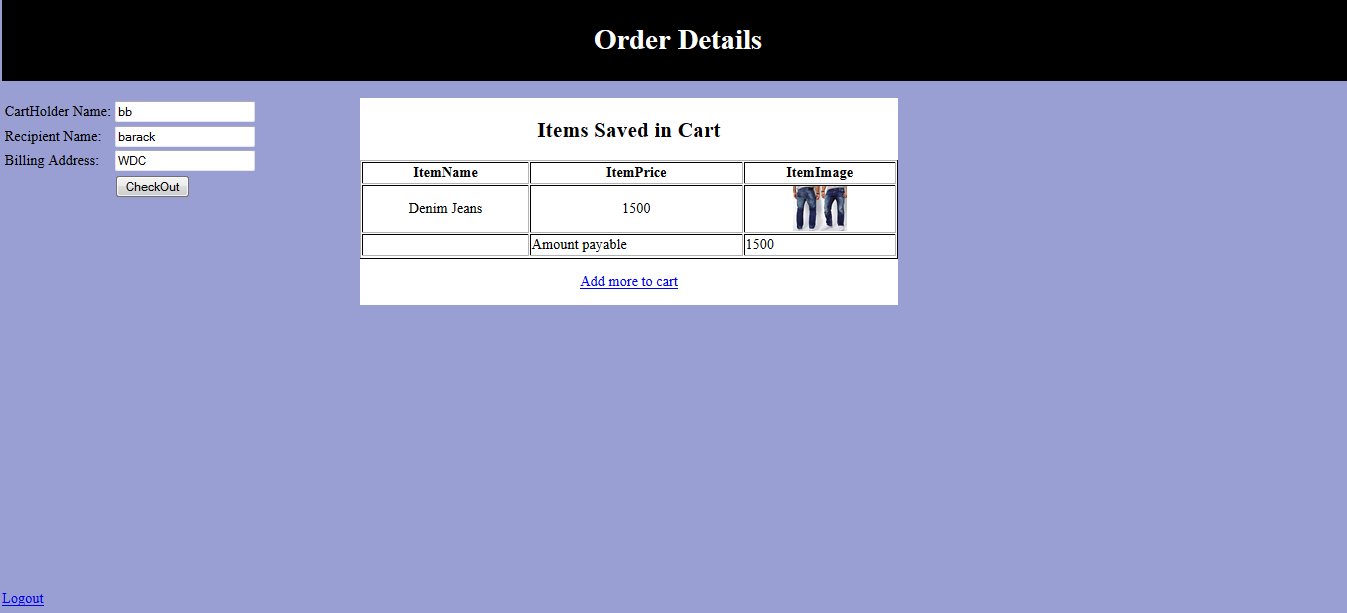 Order Details
CartHolder Name: bb
Recipient Name: barack
Billing Address: WDC
CheckOut
Items Saved in Cart
ItemName ItemPrice ItemImage
Denim Jeans 1500
Amount payable 1500
Add more to cart
Logout